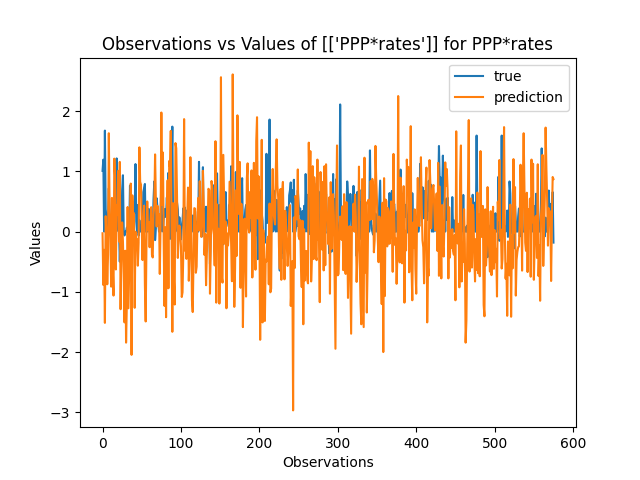 Observations vs Values of [['PPP*rates']] for PPP*rates
true
prediction
2
1
0
−1
−2
−3
Values
0
100
200
300
400
500
600
Observations